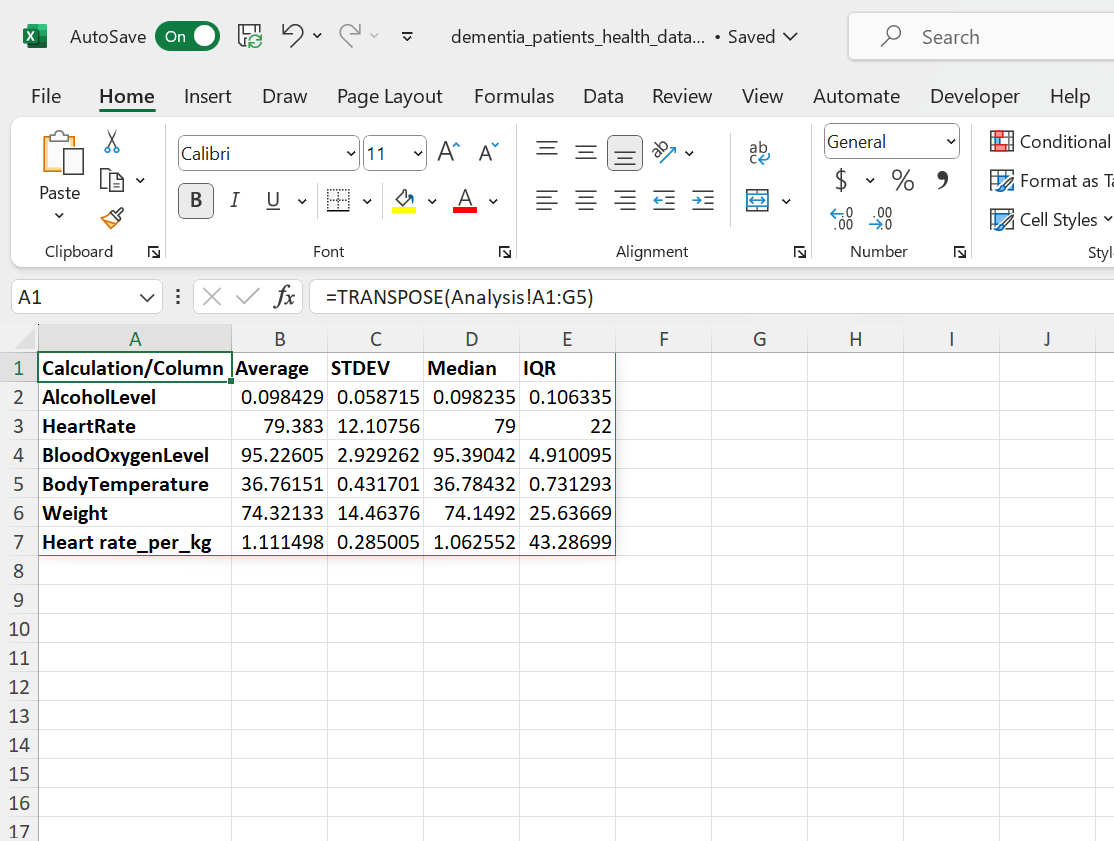 AutoSave On dementia_patients_health_data... • Saved Search
File Home Insert Draw Page Layout Formulas Data Review View Automate Developer Help
Calibri 11 General Conditional
Paste $ % Format as Ta
B I U A Cell Styles
Clipboard Font Alignment Number Styl
A1 fx =TRANSPOSE(Analysis!A1:G5)
A B C D E F G H I J
1 Calculation/Column Average STDEV Median IQR
2 AlcoholLevel 0.098429 0.058715 0.098235 0.106335
3 HeartRate 79.383 12.10756 79 22
4 BloodOxygenLevel 95.22605 2.929262 95.39042 4.910095
5 BodyTemperature 36.76151 0.431701 36.78432 0.731293
6 Weight 74.32133 14.46376 74.1492 25.63669
7 Heart rate_per_kg 1.111498 0.285005 1.062552 43.28699
8
9
10
11
12
13
14
15
16
17